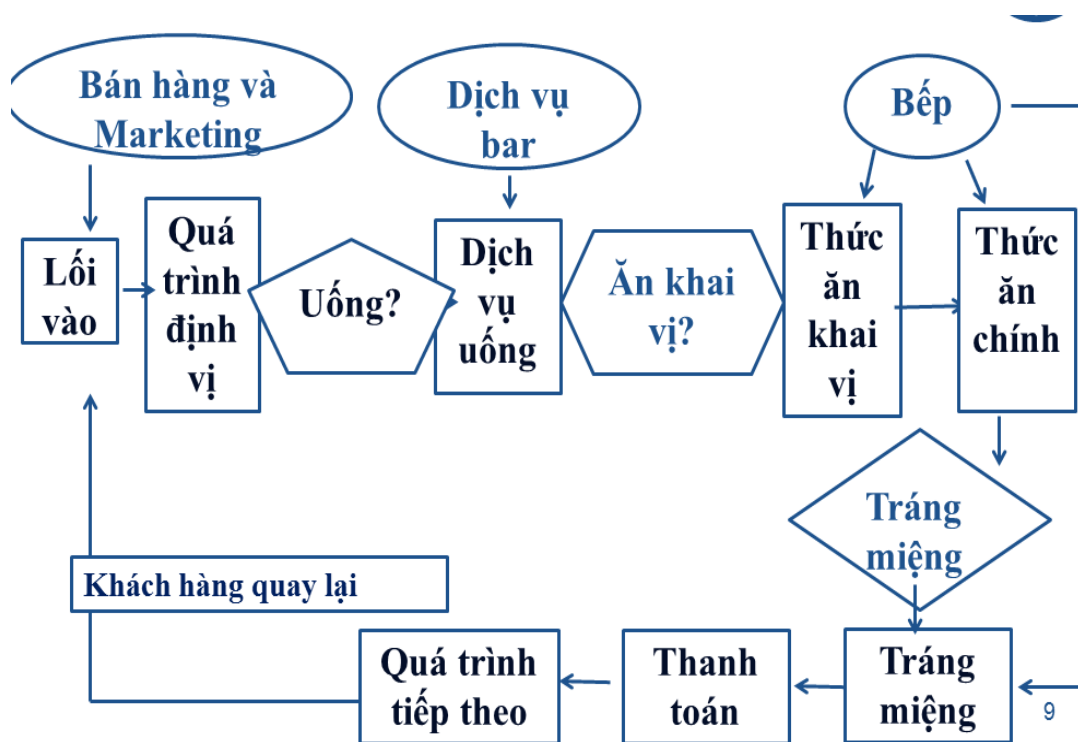 Bán hàng và
Marketing
Dịch vụ
bar
Bếp
Lối
vào
Quá
trình
định
vị
Uống?
Dịch
vụ
uống
Ăn khai
vị?
Thức
ăn
khai
vị
Thức
ăn
chính
Tráng
miệng
Khách hàng quay lại
Quá trình
tiếp theo
Thanh
toán
Tráng
miệng
9